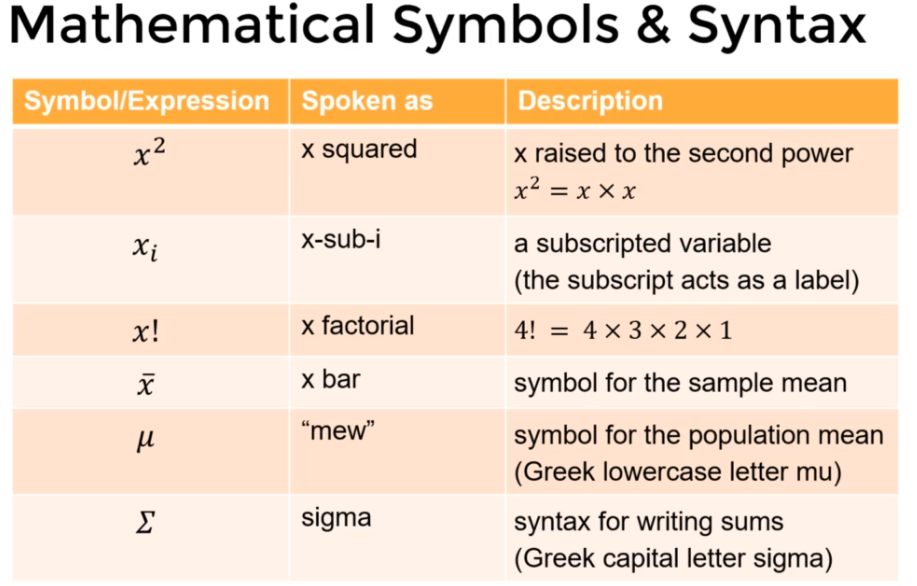 Mathematical Symbols & Syntax
Symbol/Expression Spoken as Description
x² x squared x raised to the second power
x² = x × x
xᵢ x-sub-i a subscripted variable
(the subscript acts as a label)
x! x factorial 4! = 4 × 3 × 2 × 1
x̄ x bar symbol for the sample mean
μ “mew” symbol for the population mean
(Greek lowercase letter mu)
Σ sigma syntax for writing sums
(Greek capital letter sigma)